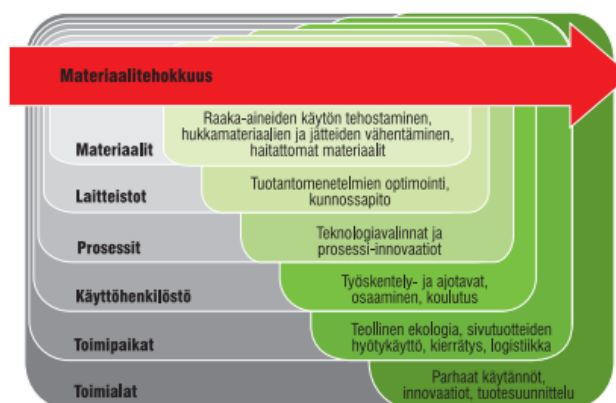 Materiaalitehokkuus
Raaka-aineiden käytön tehostaminen,
hukkamateriaalien ja jätteiden vähentäminen,
haitattomat materiaalit
Materiaalit
Tuotantomenetelmien optimointi,
kunnossapito
Laitteistot
Teknologiavalinnat ja
prosessi-innovaatiot
Prosessit
Työskentely- ja ajotavat,
osaaminen, koulutus
Käyttöhenkilöstö
Teollinen ekologia, sivutuotteiden
hyötykäyttö, kierrätys, logistiikka
Toimipaikat
Parhaat käytännöt,
innovaatiot, tuotesuunnittelu
Toimialat